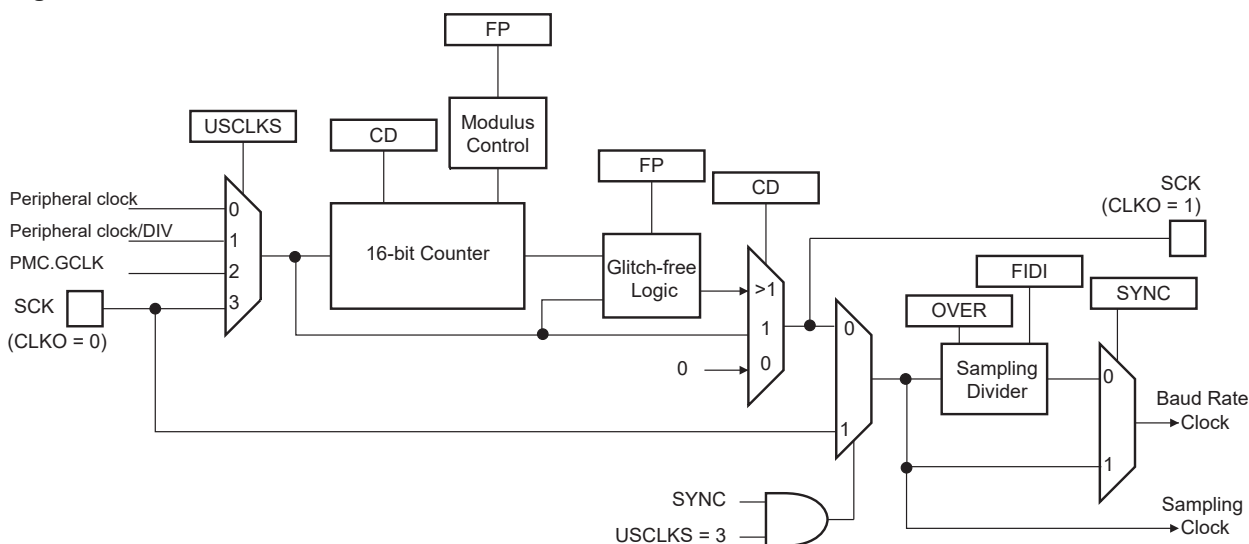 FP
USCLKS
CD
Modulus
Control
FP
CD
SCK
(CLKO = 1)
Peripheral clock
0
Peripheral clock/DIV
1
PMC.GCLK
2
SCK
3
(CLKO = 0)
16-bit Counter
Glitch-free
Logic
>1
1
0
0
0
1
FIDI
OVER
SYNC
Sampling
Divider
0
1
Baud Rate
Clock
Sampling
Clock
SYNC
USCLKS = 3